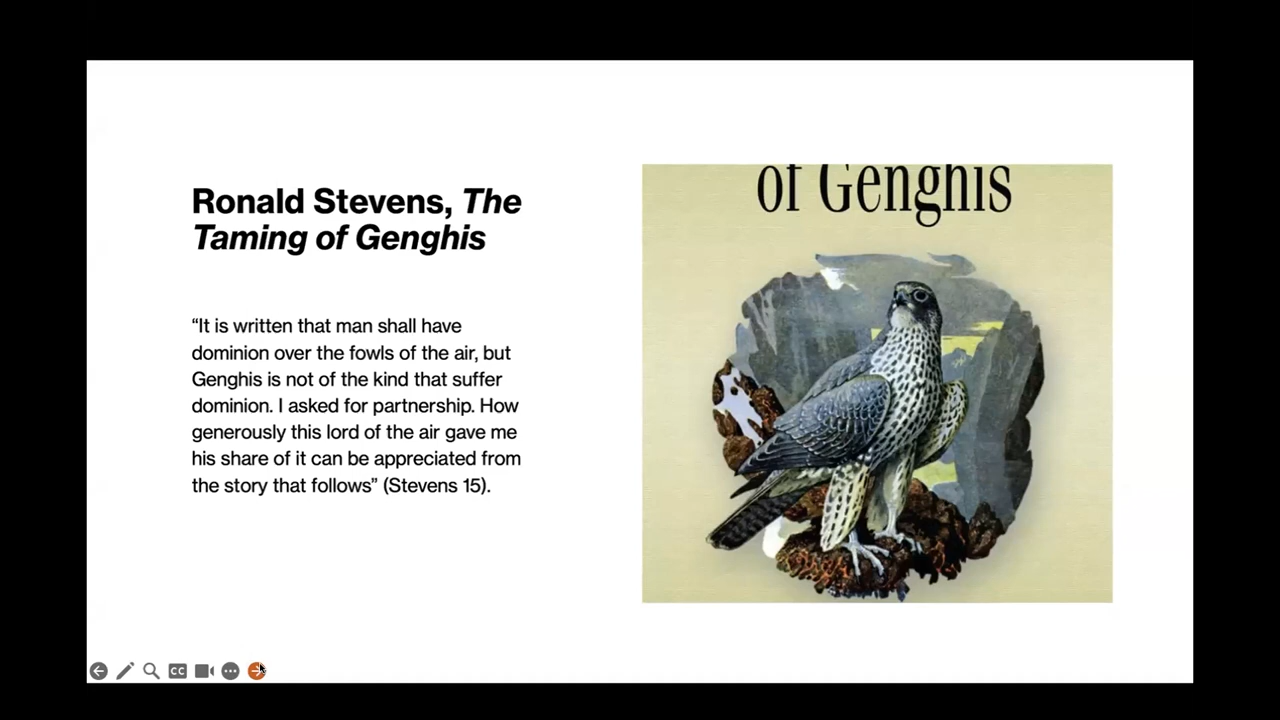 Ronald Stevens, The
Taming of Genghis
“It is written that man shall have
dominion over the fowls of the air, but
Genghis is not of the kind that suffer
dominion. I asked for partnership. How
generously this lord of the air gave me
his share of it can be appreciated from
the story that follows” (Stevens 15).
of Genghis
CC